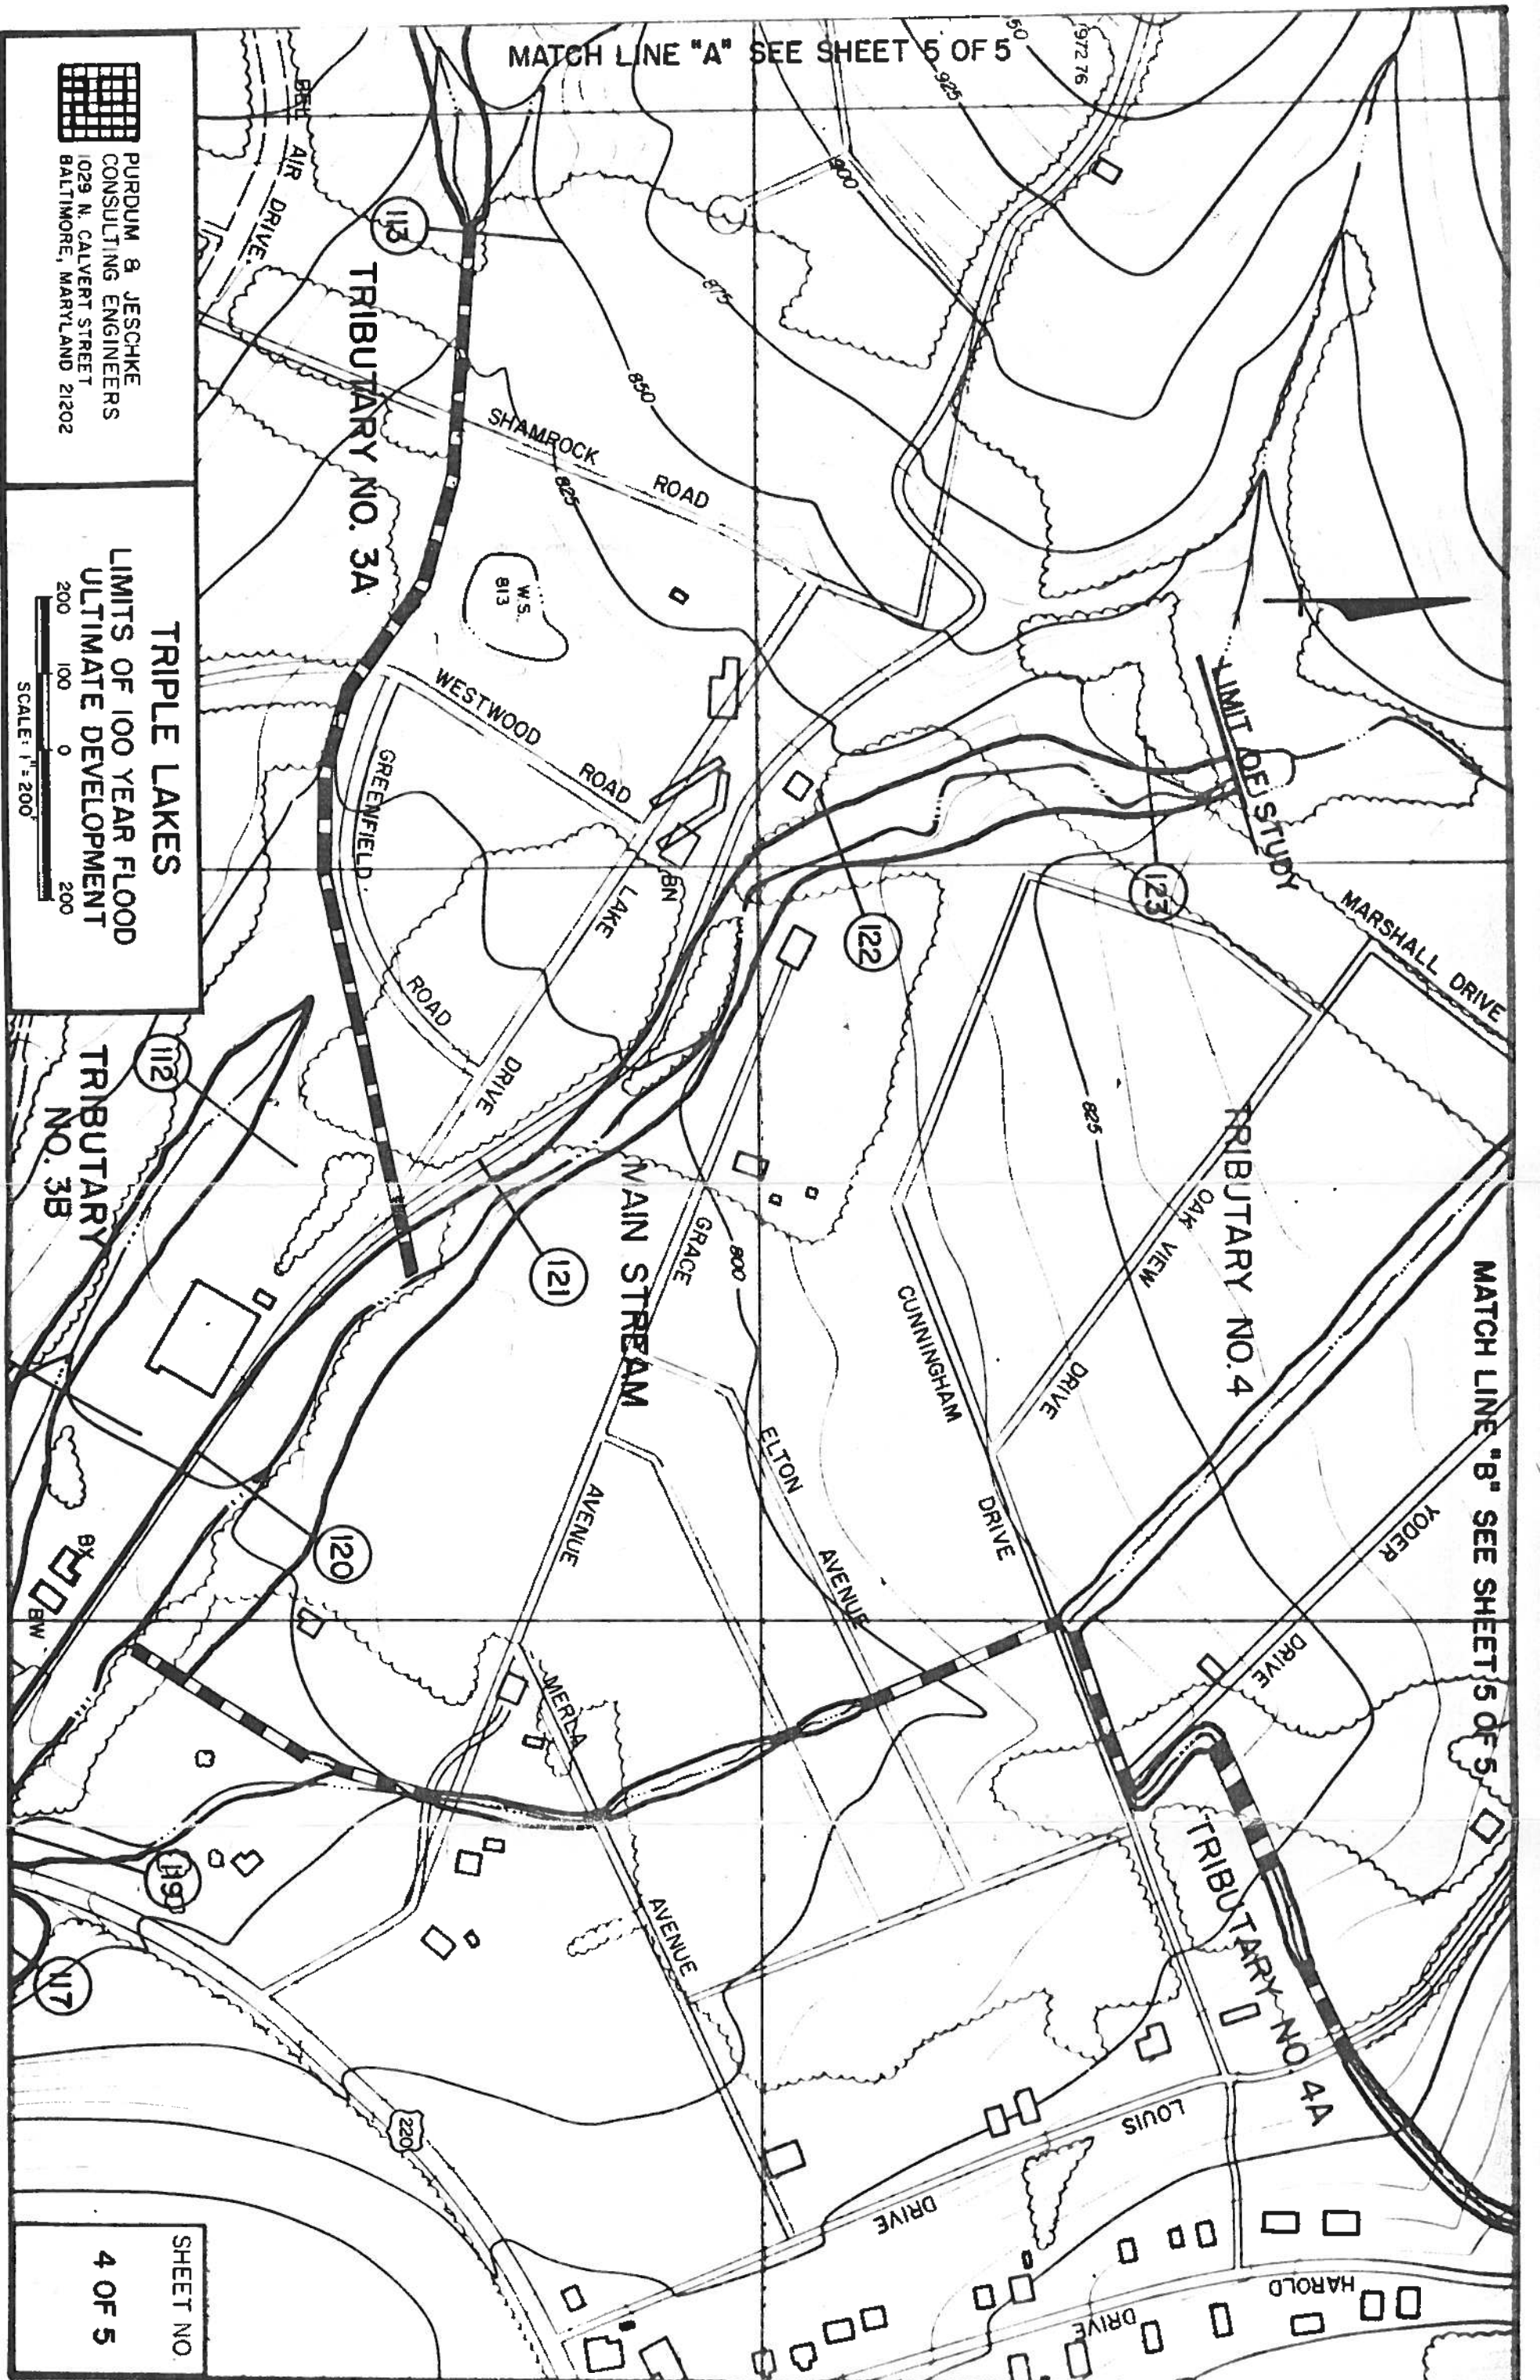 MATCH LINE "A" SEE SHEET 5 OF 5
MATCH LINE "B" SEE SHEET 5 OF 5
972 76
925
900
875
850
825
LIMIT OF STUDY
MARSHALL DRIVE
123
122
TRIBUTARY NO. 4
OAK VIEW
DRIVE
825
YODER
DRIVE
CUNNINGHAM
DRIVE
TRIBUTARY NO. 4A
LOUIS
DRIVE
HAROLD
DRIVE
SHAMROCK
ROAD
W.S.
813
WESTWOOD
ROAD
BN
LAKE
DRIVE
GREENFIELD
ROAD
113
TRIBUTARY NO. 3A
BEL AIR DRIVE
121
MAIN STREAM
GRACE
AVENUE
800
ELTON
AVENUE
MERLA
AVENUE
112
TRIBUTARY
NO. 3B
120
BX
BW
119
117
220
PURDUM & JESCHKE
CONSULTING ENGINEERS
1029 N. CALVERT STREET
BALTIMORE, MARYLAND 21202
TRIPLE LAKES
LIMITS OF 100 YEAR FLOOD
ULTIMATE DEVELOPMENT
200 100 0 200
SCALE: 1" = 200'
SHEET NO.
4 OF 5